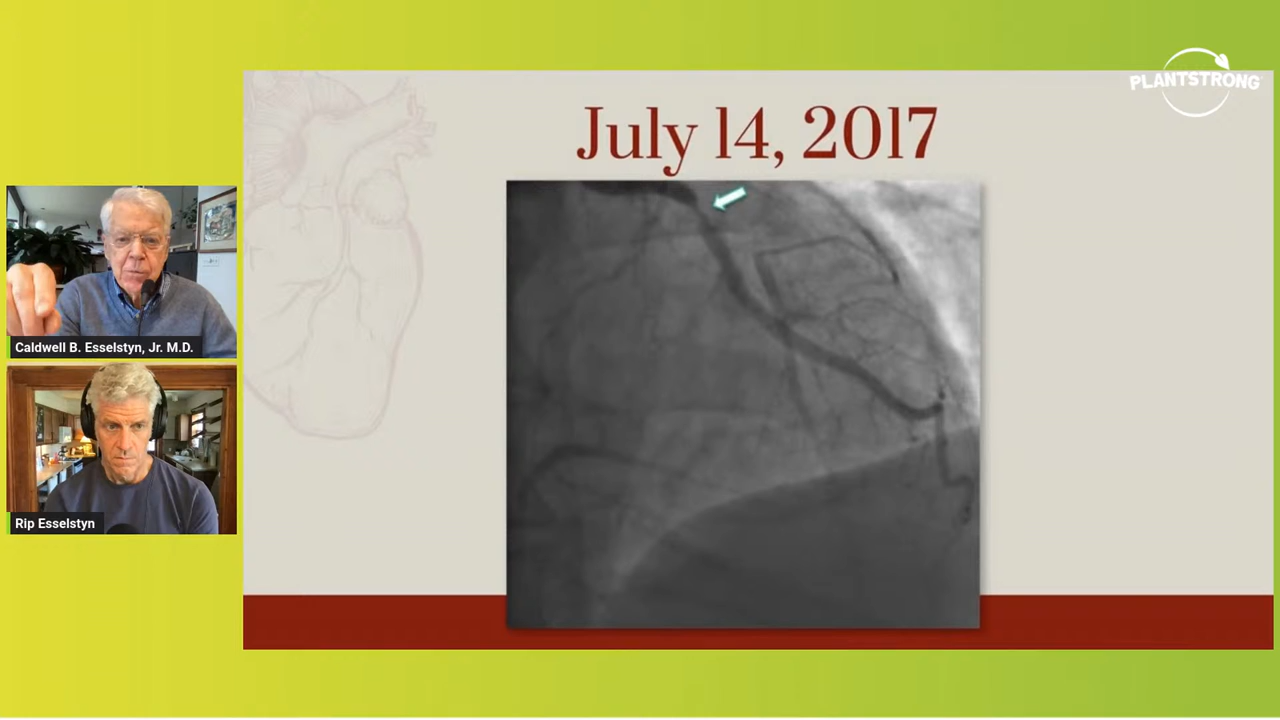 PLANTSTRONG
July 14, 2017
Caldwell B. Esselstyn, Jr. M.D.
Rip Esselstyn